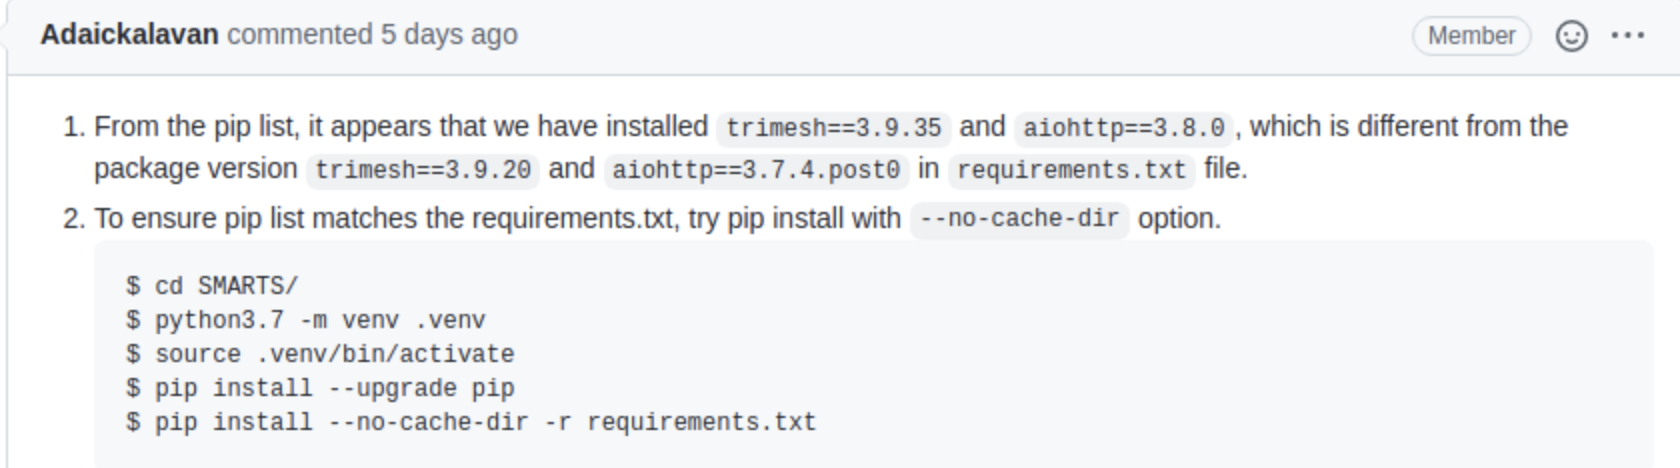 Adaickalavan commented 5 days ago Member
1. From the pip list, it appears that we have installed trimesh==3.9.35 and aiohttp==3.8.0, which is different from the
package version trimesh==3.9.20 and aiohttp==3.7.4.post0 in requirements.txt file.
2. To ensure pip list matches the requirements.txt, try pip install with --no-cache-dir option.
$ cd SMARTS/
$ python3.7 -m venv .venv
$ source .venv/bin/activate
$ pip install --upgrade pip
$ pip install --no-cache-dir -r requirements.txt